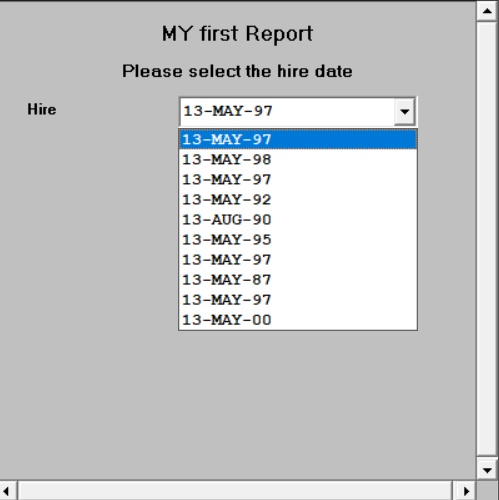 MY first Report
Please select the hire date
Hire
13-MAY-97
13-MAY-97
13-MAY-98
13-MAY-97
13-MAY-92
13-AUG-90
13-MAY-95
13-MAY-97
13-MAY-87
13-MAY-97
13-MAY-00